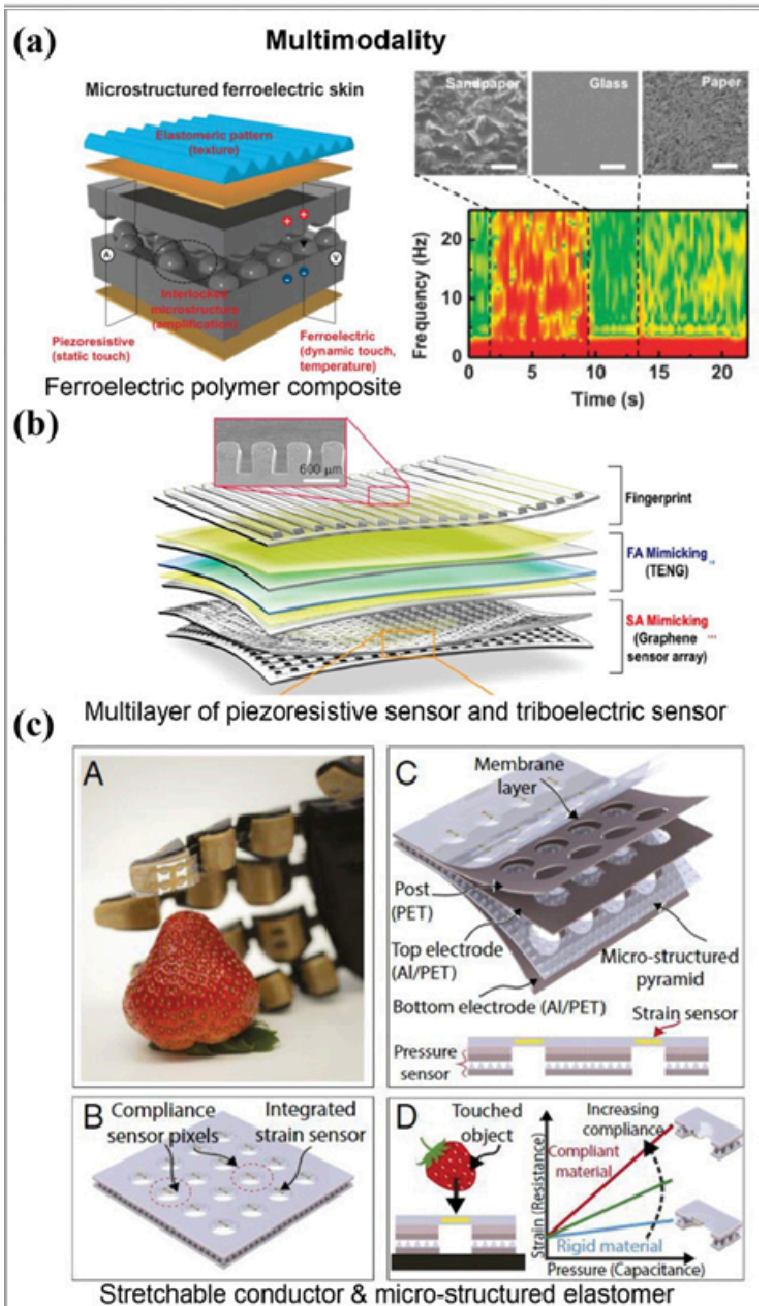 (a)
Multimodality
Microstructured ferroelectric skin
Elastomeric pattern
(texture)
A
V
Interlocked
microstructure
(amplification)
Piezoresistive
(static touch)
Ferroelectric
(dynamic touch,
temperature)
Ferroelectric polymer composite
Sandpaper
Glass
Paper
Frequency (Hz)
20
10
0
0
5
10
15
20
Time (s)
(b)
600 μm
Fiingerprint
F.A Mimicking
(TENG)
S.A Mimicking
(Graphene
sensor array)
Multilayer of piezoresistive sensor and triboelectric sensor
(c)
A
C
Membrane
layer
Post
(PET)
Top electrode
(Al/PET)
Micro-structured
pyramid
Bottom electrode (Al/PET)
Strain sensor
Pressure
sensor
B
Compliance
sensor pixels
Integrated
strain sensor
D
Touched
object
Increasing
compliance
Compliant
material
Rigid material
Strain (Resistance)
Pressure (Capacitance)
Stretchable conductor & micro-structured elastomer